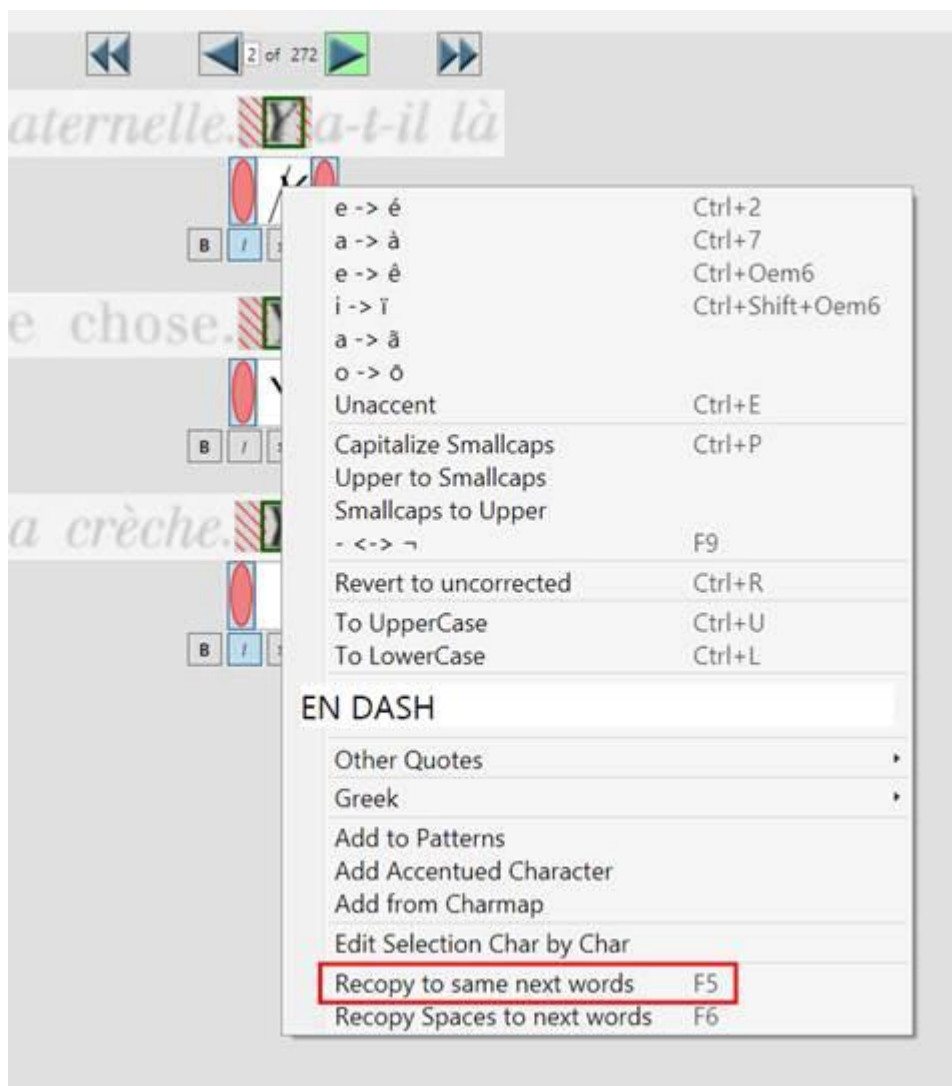 2 of 272
aternelle. Y a-t-il là
Y
e -> é Ctrl+2
a -> à Ctrl+7
e -> ê Ctrl+Oem6
B I
i -> ï Ctrl+Shift+Oem6
e chose.
a -> ã
o -> õ
Unaccent Ctrl+E
B I
Capitalize Smallcaps Ctrl+P
Upper to Smallcaps
Smallcaps to Upper
a crèche.
- <-> ¬ F9
Revert to uncorrected Ctrl+R
To UpperCase Ctrl+U
B I
To LowerCase Ctrl+L
EN DASH
Other Quotes
Greek
Add to Patterns
Add Accentued Character
Add from Charmap
Edit Selection Char by Char
Recopy to same next words F5
Recopy Spaces to next words F6